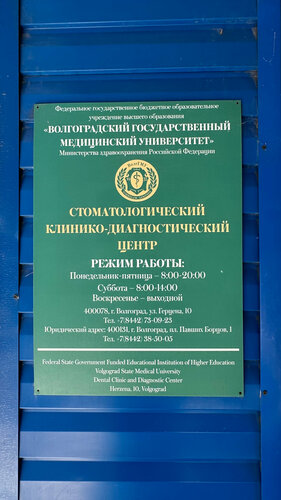 Федеральное государственное бюджетное образовательное
учреждение высшего образования
«ВОЛГОГРАДСКИЙ ГОСУДАРСТВЕННЫЙ
МЕДИЦИНСКИЙ УНИВЕРСИТЕТ»
Министерства здравоохранения Российской Федерации
ВолГМУ
СТОМАТОЛОГИЧЕСКИЙ
КЛИНИКО-ДИАГНОСТИЧЕСКИЙ
ЦЕНТР
РЕЖИМ РАБОТЫ:
Понедельник-пятница – 8:00-20:00
Суббота – 8:00-14:00
Воскресенье – выходной
400078, г. Волгоград, ул. Герцена, 10
Тел. +7(8442) 73-09-23
Юридический адрес: 400131, г. Волгоград, пл. Павших Борцов, 1
Тел. +7(8442) 38-50-05
Federal State Government Funded Educational Institution of Higher Education
Volgograd State Medical University
Dental Clinic and Diagnostic Center
Herzena, 10, Volgograd